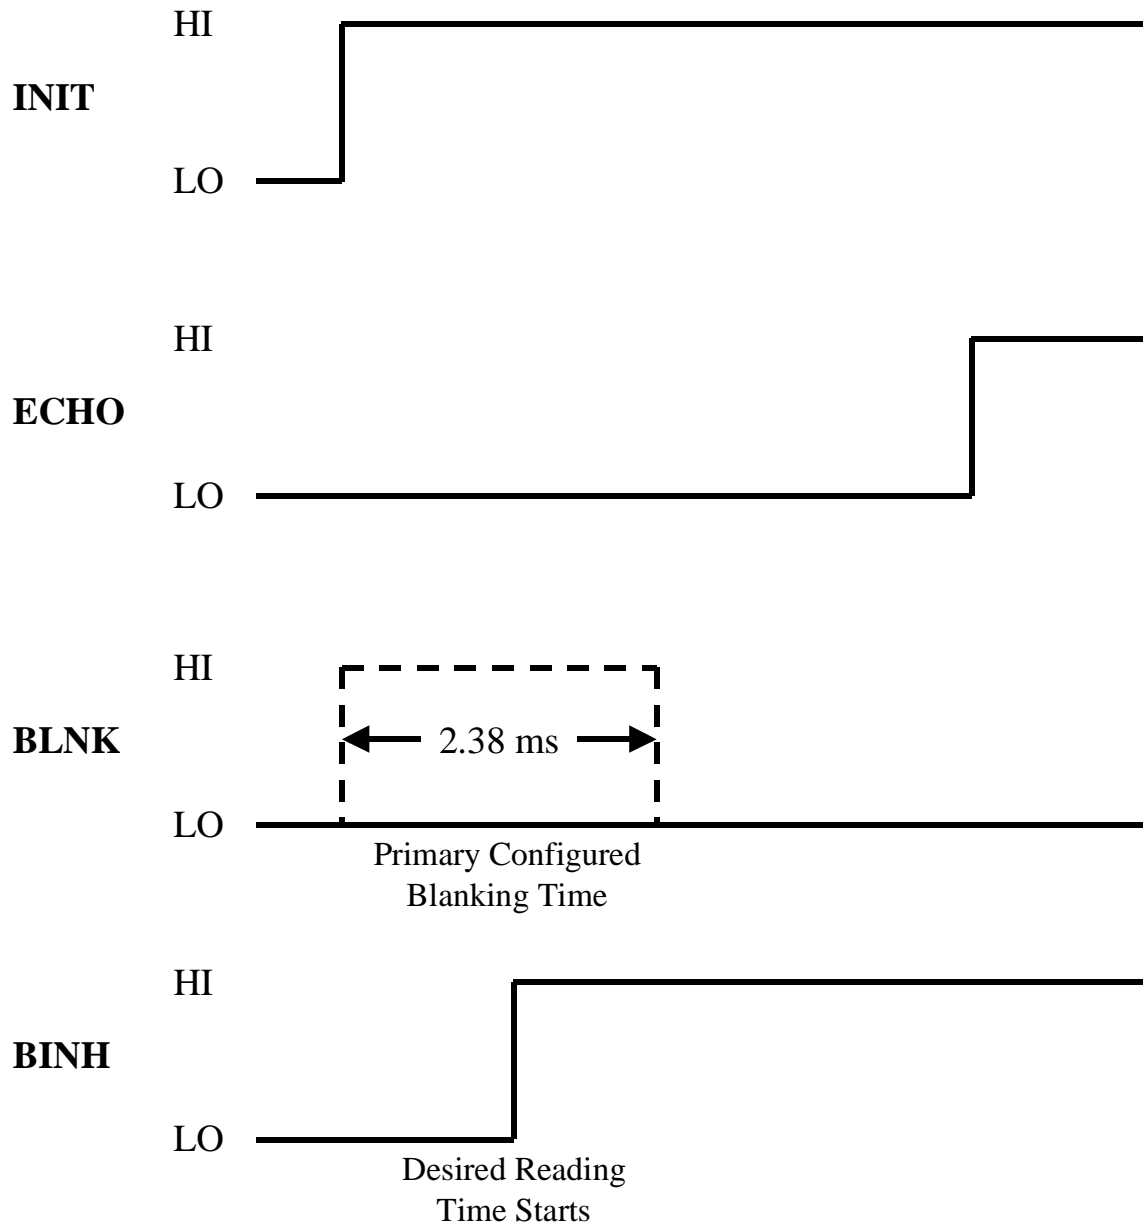 HI
INIT
LO
HI
ECHO
LO
HI
BLNK
2.38 ms
LO
Primary Configured
Blanking Time
HI
BINH
LO
Desired Reading
Time Starts